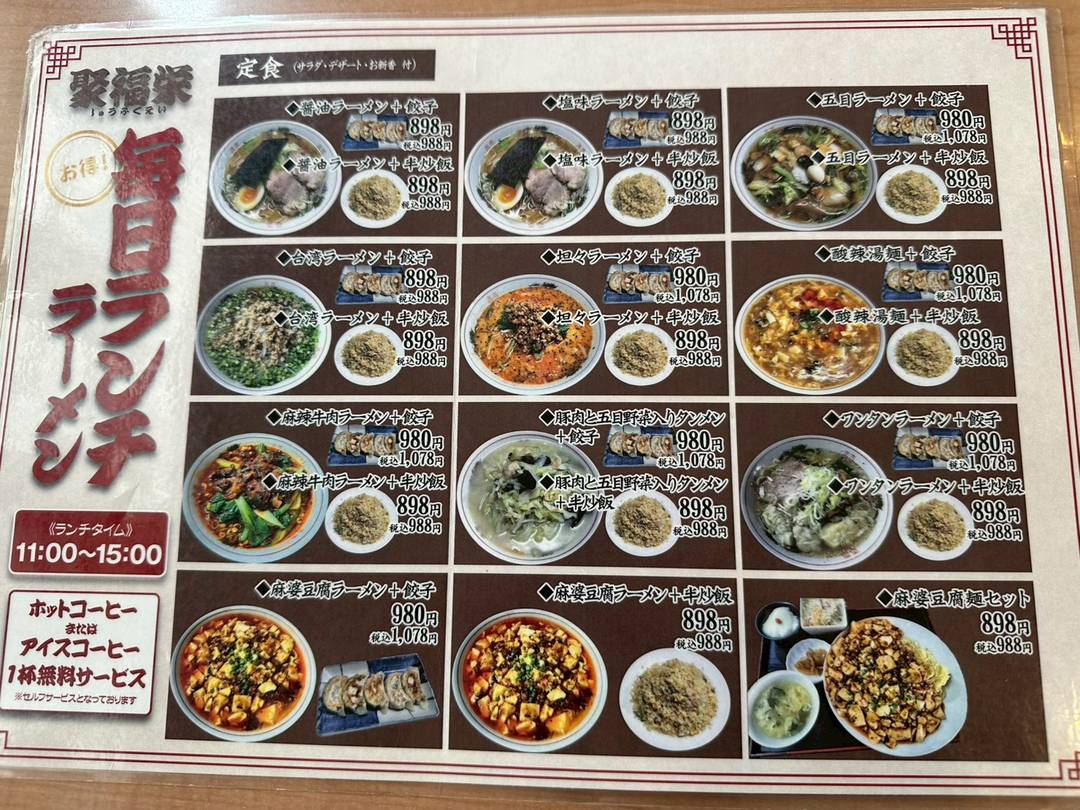 聚福栄
しゅうふくえい
お得!
毎日ランチ
ラーメン
《ランチタイム》
11:00～15:00
ホットコーヒー
または
アイスコーヒー
1杯無料サービス
※セルフサービスとなっております
定食 (サラダ・デザート・お新香 付)
◆醤油ラーメン+餃子
898円
税込988円
◆醤油ラーメン+半炒飯
898円
税込988円
◆塩味ラーメン+餃子
898円
税込988円
◆塩味ラーメン+半炒飯
898円
税込988円
◆五目ラーメン+餃子
980円
税込1,078円
◆五目ラーメン+半炒飯
898円
税込988円
◆台湾ラーメン+餃子
898円
税込988円
◆台湾ラーメン+半炒飯
898円
税込988円
◆坦々ラーメン+餃子
980円
税込1,078円
◆坦々ラーメン+半炒飯
898円
税込988円
◆酸辣湯麺+餃子
980円
税込1,078円
◆酸辣湯麺+半炒飯
898円
税込988円
◆麻辣牛肉ラーメン+餃子
980円
税込1,078円
◆麻辣牛肉ラーメン+半炒飯
898円
税込988円
◆豚肉と五目野菜入りタンメン
+餃子
980円
税込1,078円
◆豚肉と五目野菜入りタンメン
+半炒飯
898円
税込988円
◆ワンタンラーメン+餃子
980円
税込1,078円
◆ワンタンラーメン+半炒飯
898円
税込988円
◆麻婆豆腐ラーメン+餃子
980円
税込1,078円
◆麻婆豆腐ラーメン+半炒飯
898円
税込988円
◆麻婆豆腐麺セット
898円
税込988円